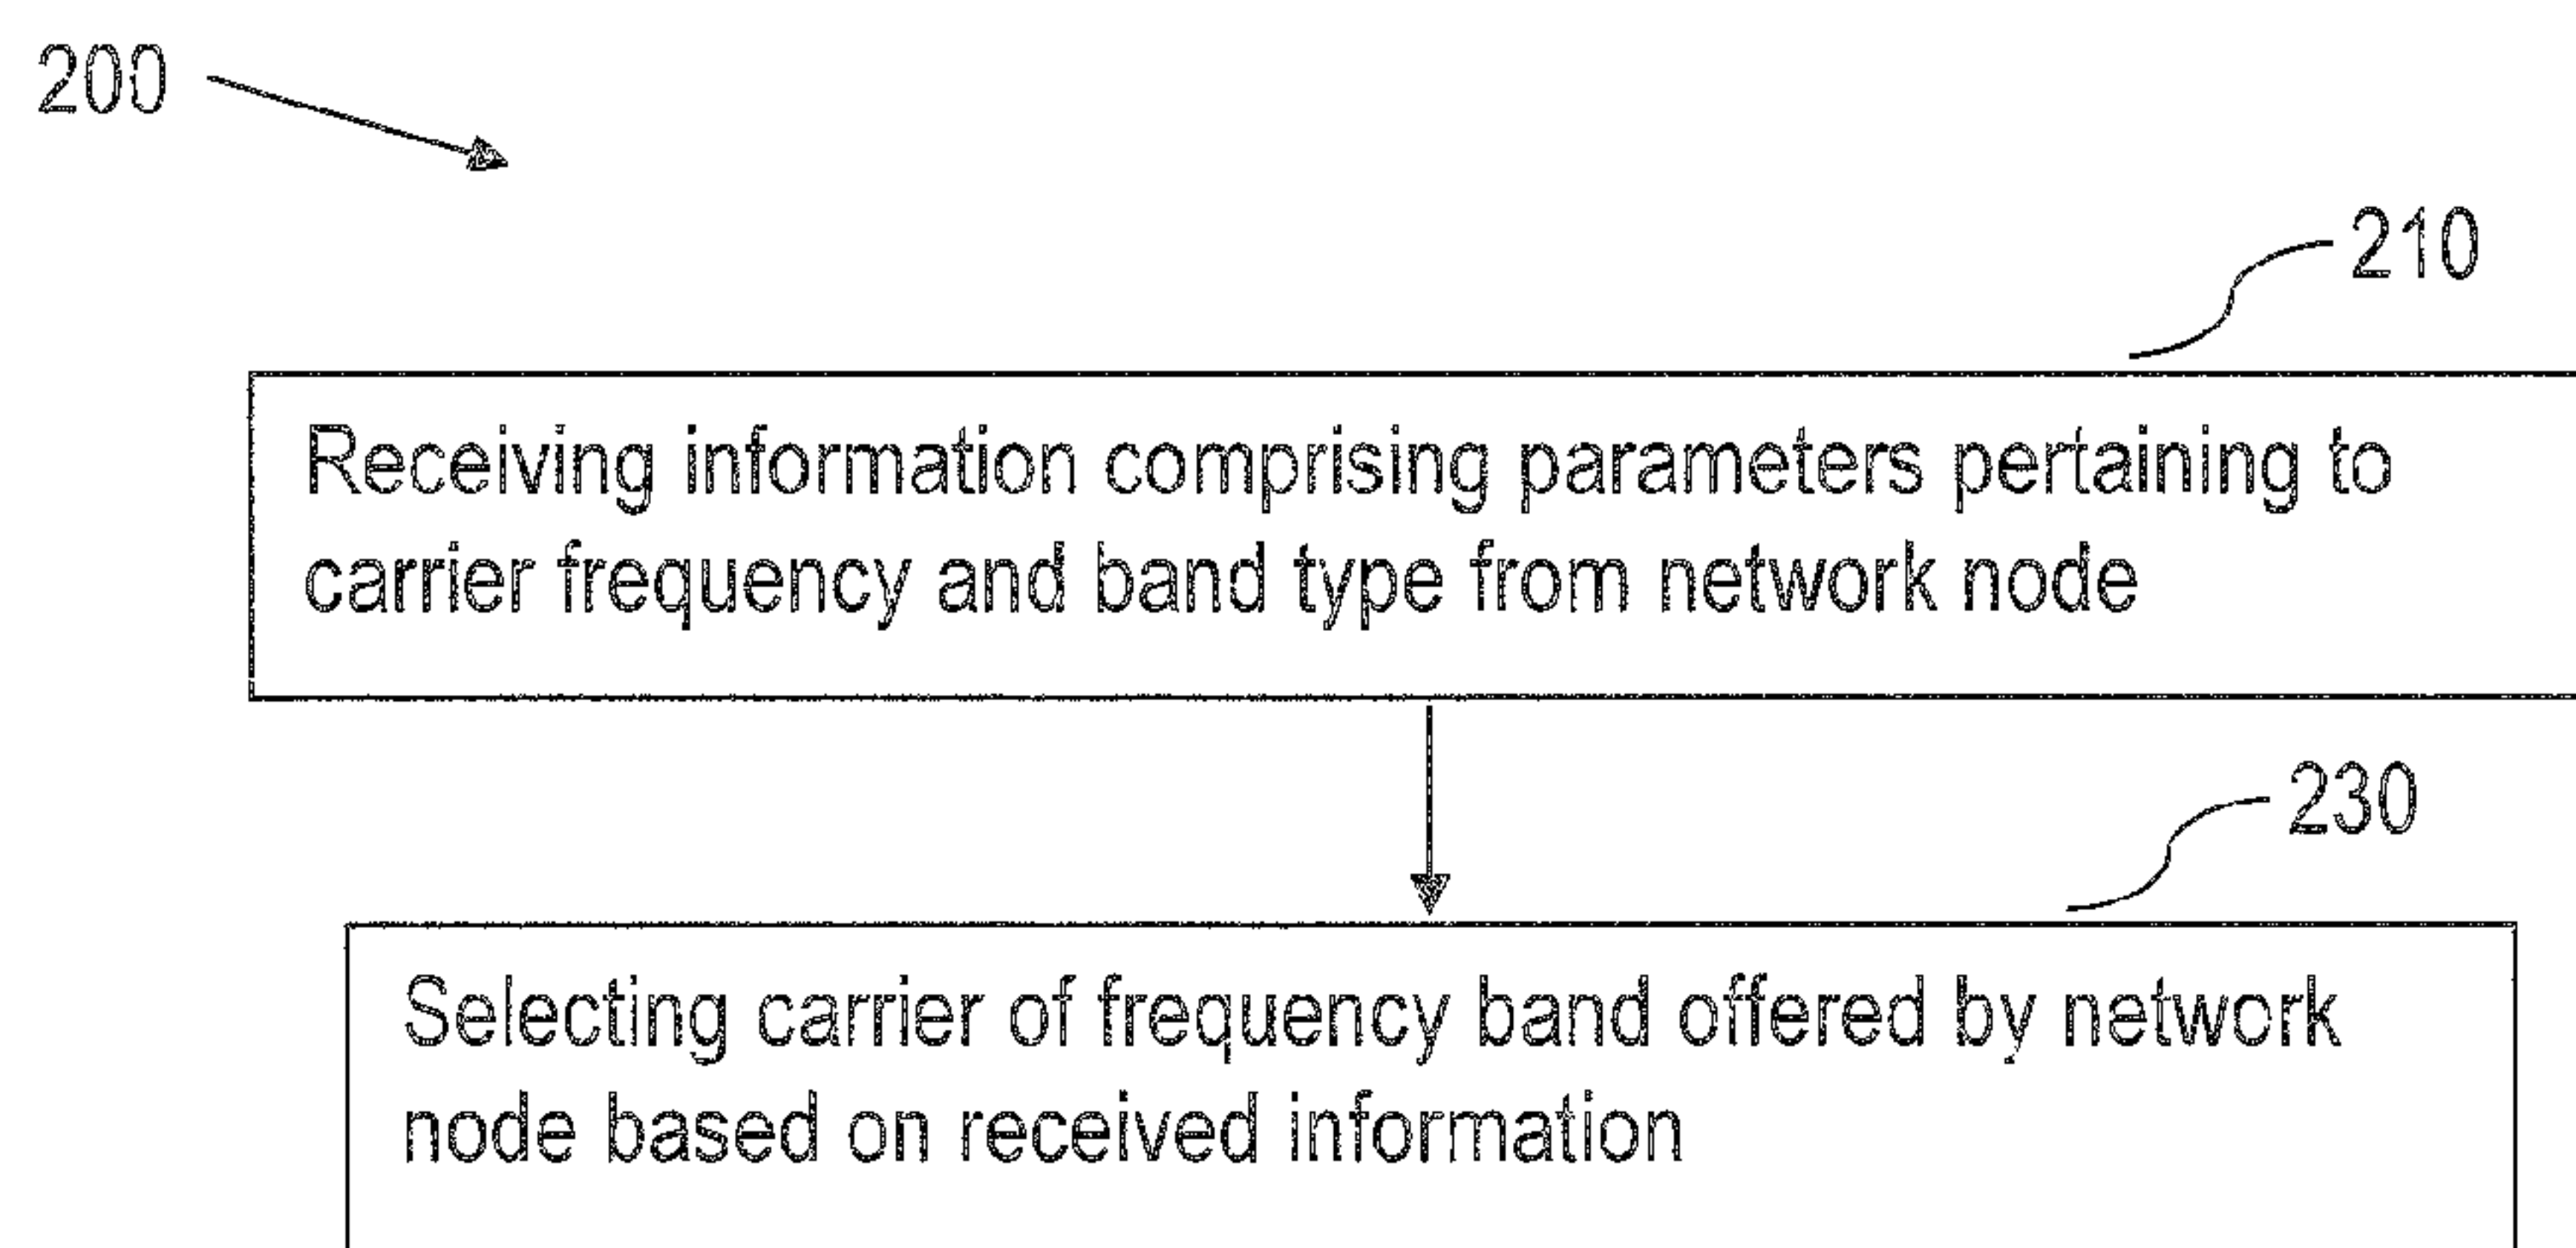 200
210
Receiving information comprising parameters pertaining to
carrier frequency and band type from network node
230
Selecting carrier of frequency band offered by network
node based on received information